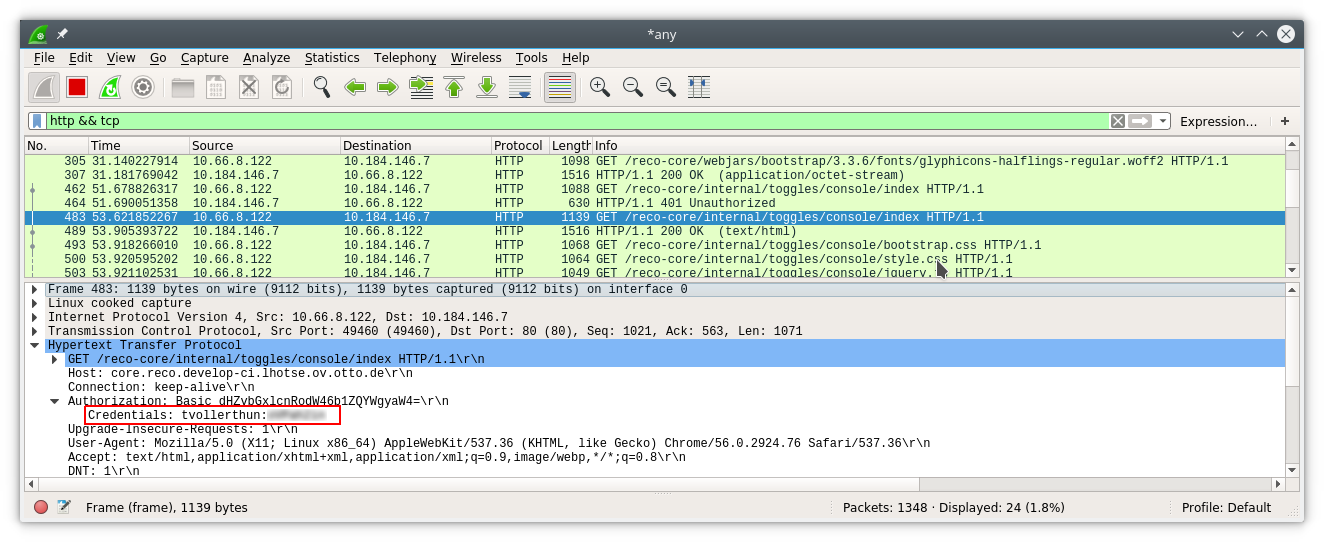 *any
File Edit View Go Capture Analyze Statistics Telephony Wireless Tools Help
http && tcp Expression... +
No. Time Source Destination Protocol Length Info
305 31.140227914 10.66.8.122 10.184.146.7 HTTP 1098 GET /reco-core/webjars/bootstrap/3.3.6/fonts/glyphicons-halflings-regular.woff2 HTTP/1.1
307 31.181769042 10.184.146.7 10.66.8.122 HTTP 1516 HTTP/1.1 200 OK (application/octet-stream)
462 51.678826317 10.66.8.122 10.184.146.7 HTTP 1088 GET /reco-core/internal/toggles/console/index HTTP/1.1
464 51.690051358 10.184.146.7 10.66.8.122 HTTP 630 HTTP/1.1 401 Unauthorized
483 53.621852267 10.66.8.122 10.184.146.7 HTTP 1139 GET /reco-core/internal/toggles/console/index HTTP/1.1
489 53.905393722 10.184.146.7 10.66.8.122 HTTP 1516 HTTP/1.1 200 OK (text/html)
493 53.918266010 10.66.8.122 10.184.146.7 HTTP 1068 GET /reco-core/internal/toggles/console/bootstrap.css HTTP/1.1
500 53.920595202 10.66.8.122 10.184.146.7 HTTP 1064 GET /reco-core/internal/toggles/console/style.css HTTP/1.1
503 53.921102531 10.66.8.122 10.184.146.7 HTTP 1049 GET HTTP/1.1
Frame 483: 1139 bytes on wire (9112 bits), 1139 bytes captured (9112 bits) on interface 0
Linux cooked capture
Internet Protocol Version 4, Src: 10.66.8.122, Dst: 10.184.146.7
Transmission Control Protocol, Src Port: 49460 (49460), Dst Port: 80 (80), Seq: 1021, Ack: 563, Len: 1071
Hypertext Transfer Protocol
GET /reco-core/internal/toggles/console/index HTTP/1.1\r\n
Host: core.reco.develop-ci.lhotse.ov.otto.de\r\n
Connection: keep-alive\r\n
Authorization: Basic\r\n
Credentials: tvollerthun:
Upgrade-Insecure-Requests: 1\r\n
User-Agent: Mozilla/5.0 (X11; Linux x86_64) AppleWebKit/537.36 (KHTML, like Gecko) Chrome/56.0.2924.76 Safari/537.36\r\n
Accept: text/html,application/xhtml+xml,application/xml;q=0.9,image/webp,*/*;q=0.8\r\n
DNT: 1\r\n
Frame (frame), 1139 bytes Packets: 1348 · Displayed: 24 (1.8%) Profile: Default